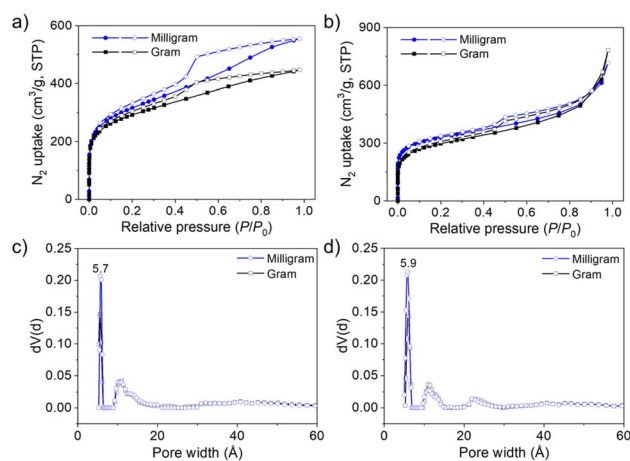 a)
Milligram
Gram
N₂ uptake (cm³/g, STP)
600
400
200
0
0.0 0.2 0.4 0.6 0.8 1.0
Relative pressure (P/P₀)
b)
Milligram
Gram
N₂ uptake (cm³/g, STP)
900
600
300
0
0.0 0.2 0.4 0.6 0.8 1.0
Relative pressure (P/P₀)
c)
5.7
Milligram
Gram
dV(d)
0.25
0.20
0.15
0.10
0.05
0.00
0 20 40 60
Pore width (Å)
d)
5.9
Milligram
Gram
dV(d)
0.25
0.20
0.15
0.10
0.05
0.00
0 20 40 60
Pore width (Å)